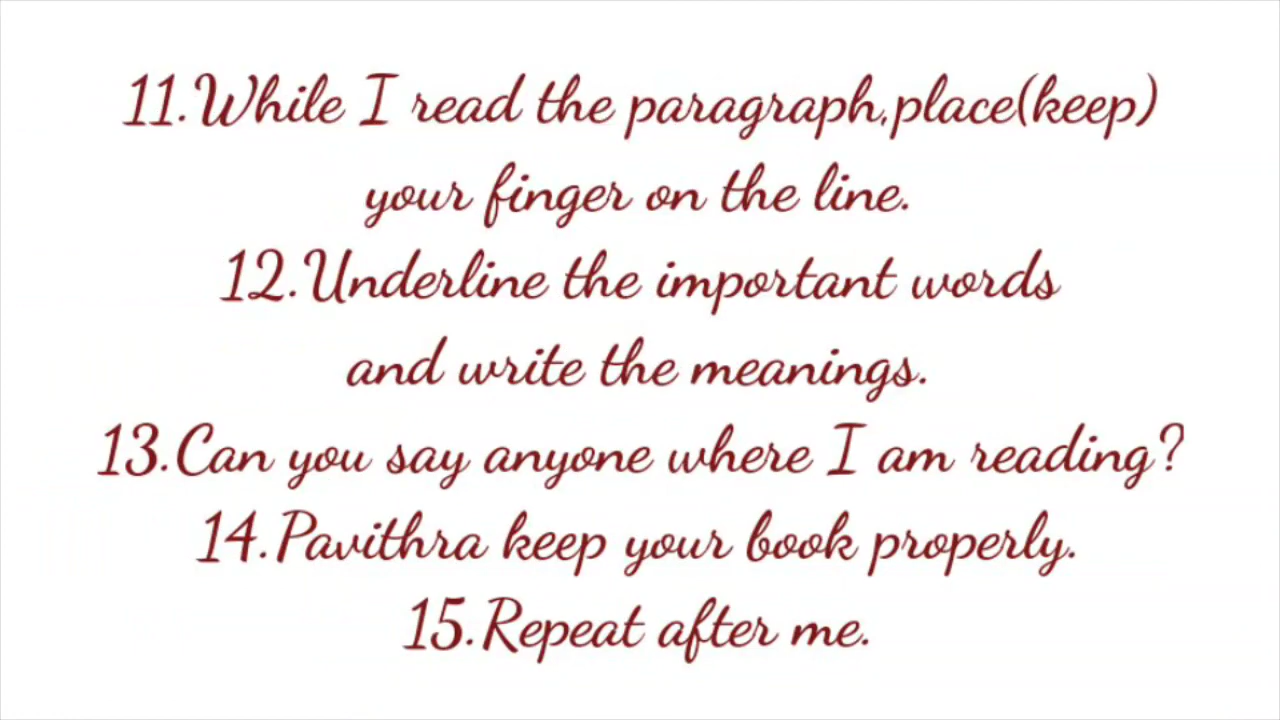 11.While I read the paragraph,place(keep)
your finger on the line.
12.Underline the important words
and write the meanings.
13.Can you say anyone where I am reading?
14.Pavithra keep your book properly.
15.Repeat after me.